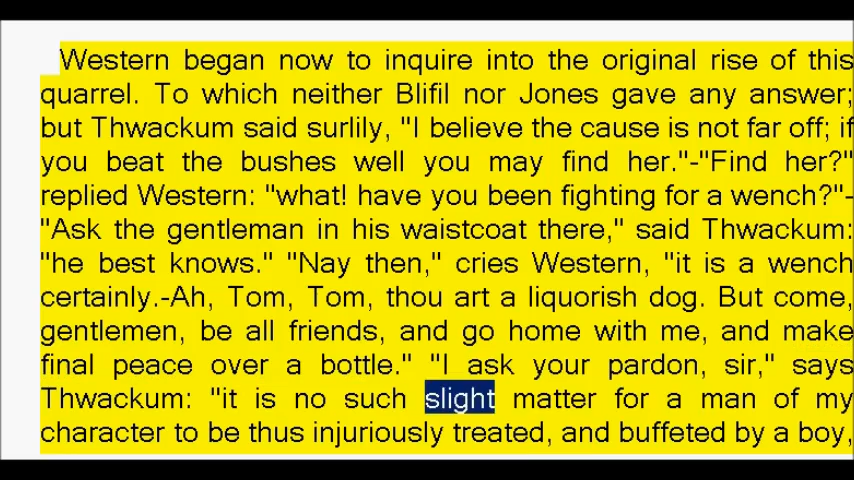 Western began now to inquire into the original rise of this
quarrel. To which neither Blifil nor Jones gave any answer;
but Thwackum said surlily, "I believe the cause is not far off; if
you beat the bushes well you may find her."-"Find her?"
replied Western: "what! have you been fighting for a wench?"-
"Ask the gentleman in his waistcoat there," said Thwackum:
"he best knows." "Nay then," cries Western, "it is a wench
certainly.-Ah, Tom, Tom, thou art a liquorish dog. But come,
gentlemen, be all friends, and go home with me, and make
final peace over a bottle." "I ask your pardon, sir," says
Thwackum: "it is no such slight matter for a man of my
character to be thus injuriously treated, and buffeted by a boy,